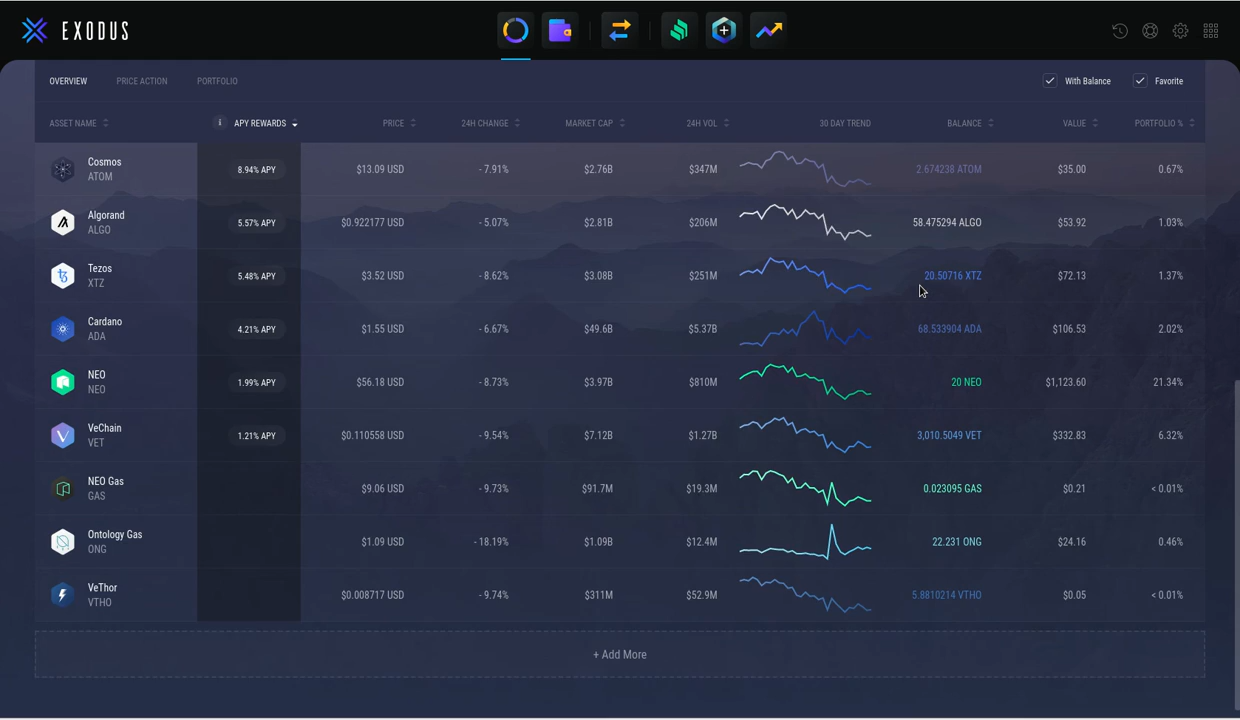 EXODUS
OVERVIEW PRICE ACTION PORTFOLIO With Balance Favorite
ASSET NAME i APY REWARDS PRICE 24H CHANGE MARKET CAP 24H VOL 30 DAY TREND BALANCE VALUE PORTFOLIO %
Cosmos
ATOM
8.94% APY $13.09 USD - 7.91% $2.76B $347M 2.674238 ATOM $35.00 0.67%
Algorand
ALGO
5.57% APY $0.922177 USD - 5.07% $2.81B $206M 58.475294 ALGO $53.92 1.03%
Tezos
XTZ
5.48% APY $3.52 USD - 8.62% $3.08B $251M 20.50716 XTZ $72.13 1.37%
Cardano
ADA
4.21% APY $1.55 USD - 6.67% $49.6B $5.37B 68.533904 ADA $106.53 2.02%
NEO
NEO
1.99% APY $56.18 USD - 8.73% $3.97B $810M 20 NEO $1,123.60 21.34%
VeChain
VET
1.21% APY $0.110558 USD - 9.54% $7.12B $1.27B 3,010.5049 VET $332.83 6.32%
NEO Gas
GAS
$9.06 USD - 9.73% $91.7M $19.3M 0.023095 GAS $0.21 < 0.01%
Ontology Gas
ONG
$1.09 USD - 18.19% $1.09B $12.4M 22.231 ONG $24.16 0.46%
VeThor
VTHO
$0.008717 USD - 9.74% $311M $52.9M 5.8810214 VTHO $0.05 < 0.01%
+ Add More